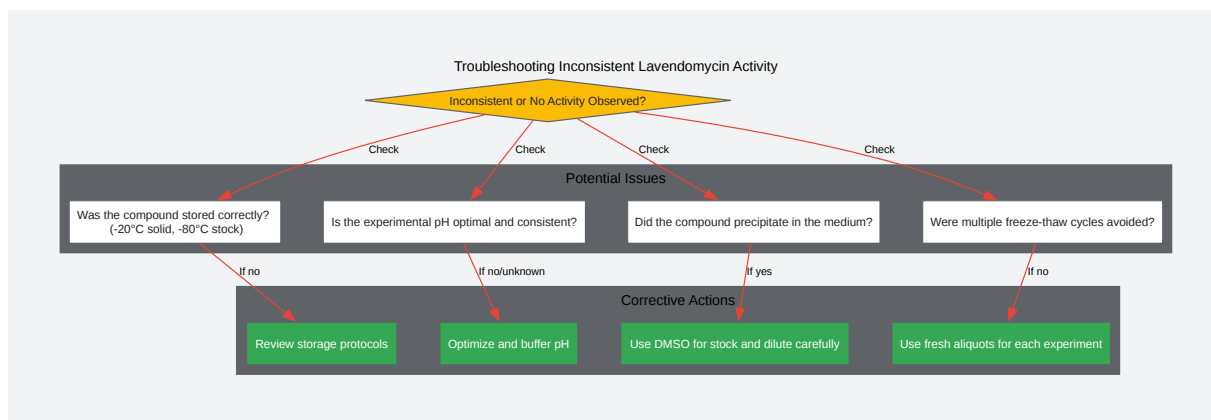 Troubleshooting Inconsistent Lavendomycin Activity
Inconsistent or No Activity Observed?
Check
Check
Check
Check
Potential Issues
Was the compound stored correctly?
(-20°C solid, -80°C stock)
Is the experimental pH optimal and consistent?
Did the compound precipitate in the medium?
Were multiple freeze-thaw cycles avoided?
If no
If no/unknown
If yes
If no
Corrective Actions
Review storage protocols
Optimize and buffer pH
Use DMSO for stock and dilute carefully
Use fresh aliquots for each experiment